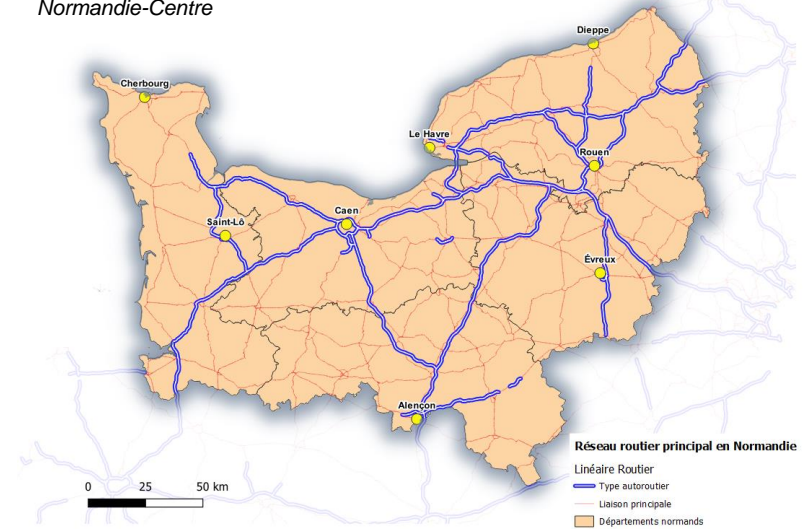 Normandie-Centre
Dieppe
Cherbourg
Le Havre
Rouen
Saint-Lô
Caen
Évreux
Alençon
Réseau routier principal en Normandie
Linéaire Routier
Type autoroutier
Liaison principale
Départements normands
0 25 50 km